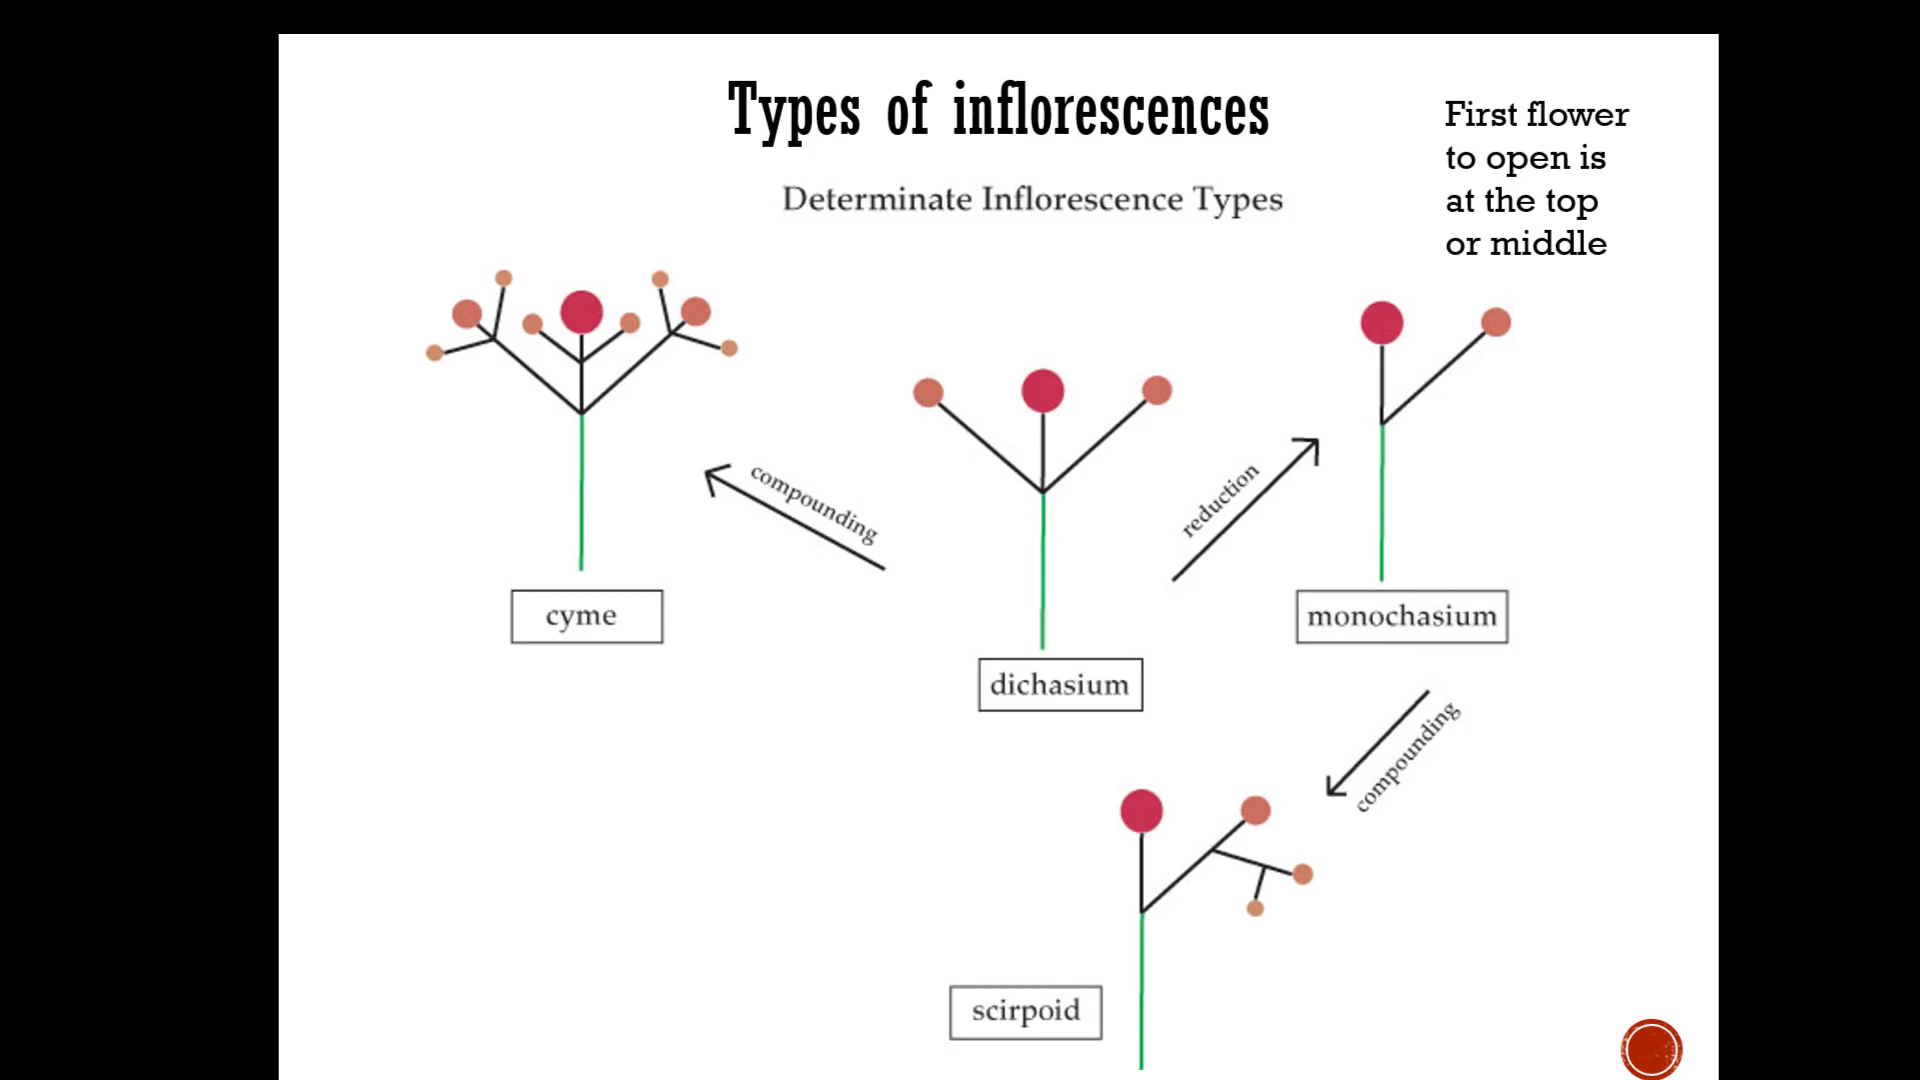 Types of inflorescences
First flower
to open is
at the top
or middle
Determinate Inflorescence Types
compounding
reduction
cyme
monochasium
dichasium
compounding
scirpoid